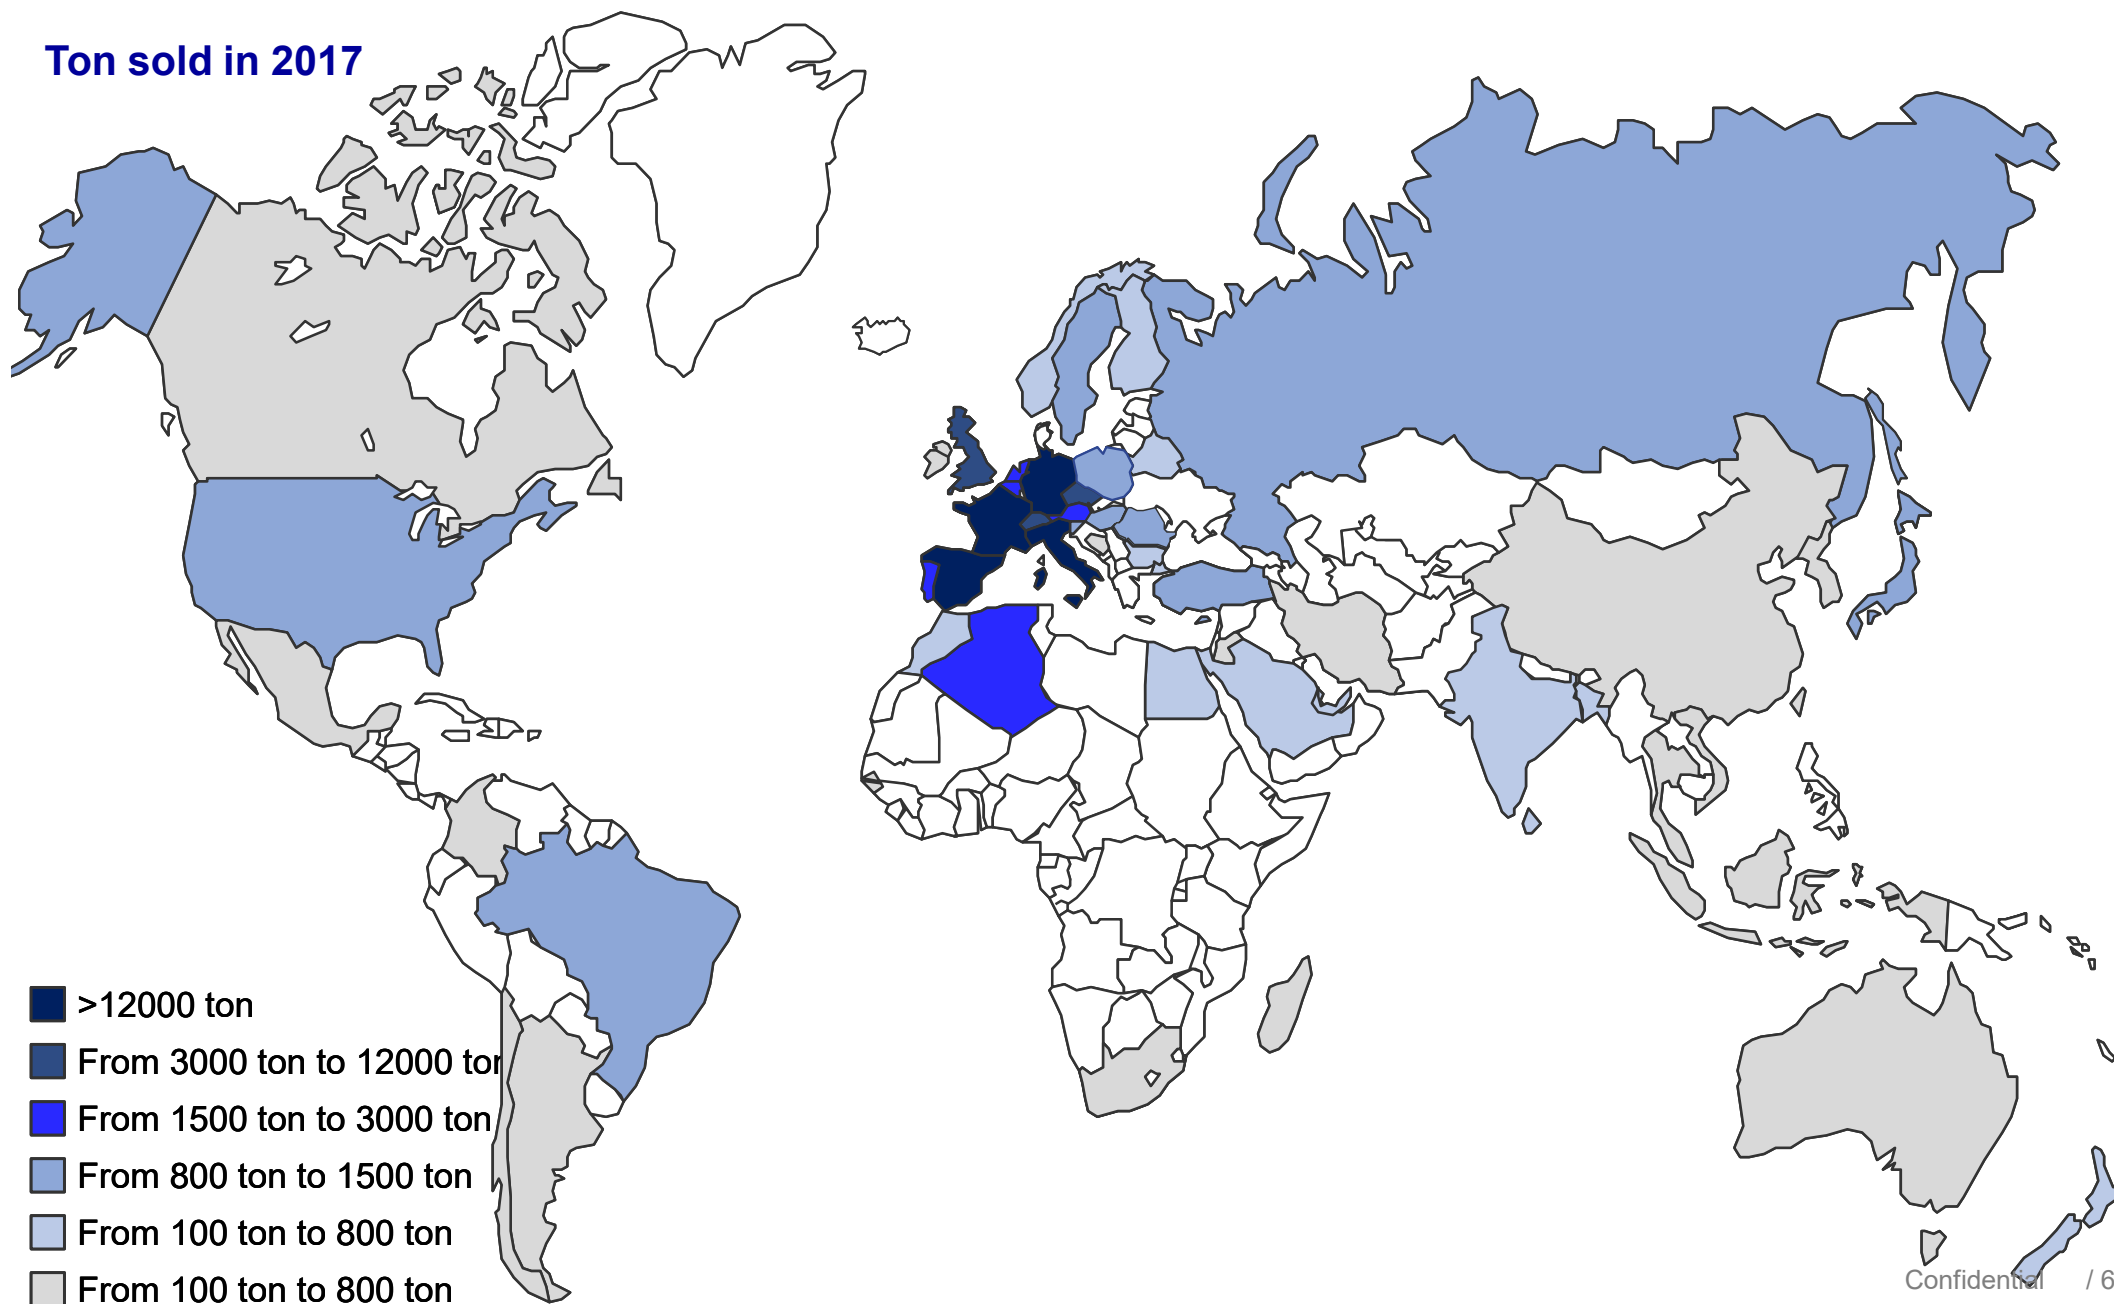 Ton sold in 2017
>12000 ton
From 3000 ton to 12000 ton
From 1500 ton to 3000 ton
From 800 ton to 1500 ton
From 100 ton to 800 ton
From 100 ton to 800 ton
Confidential / 6